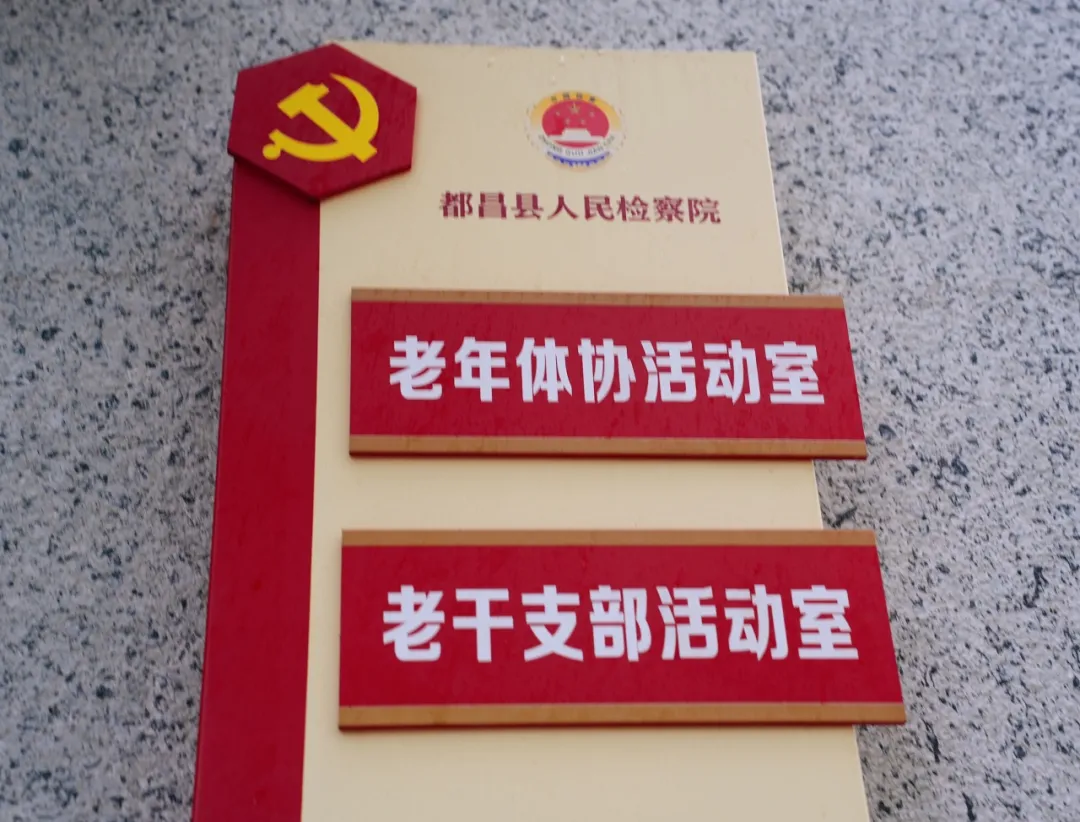 都昌县人民检察院
老年体协活动室
老干支部活动室